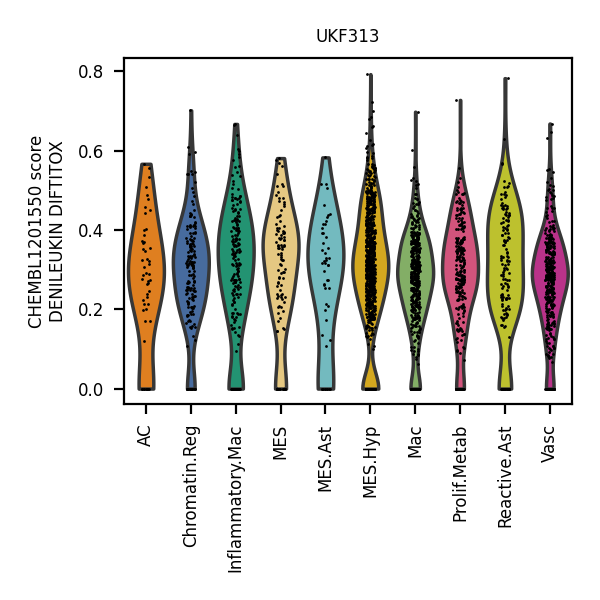 UKF313
CHEMBL1201550 score
DENILEUKIN DIFTITOX
0.8
0.6
0.4
0.2
0.0
AC
Chromatin.Reg
Inflammatory.Mac
MES
MES.Ast
MES.Hyp
Mac
Prolif.Metab
Reactive.Ast
Vasc